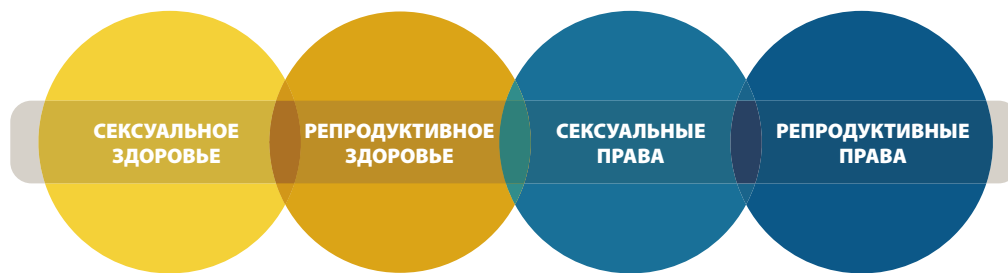 СЕКСУАЛЬНОЕ
ЗДОРОВЬЕ
РЕПРОДУКТИВНОЕ
ЗДОРОВЬЕ
СЕКСУАЛЬНЫЕ
ПРАВА
РЕПРОДУКТИВНЫЕ
ПРАВА